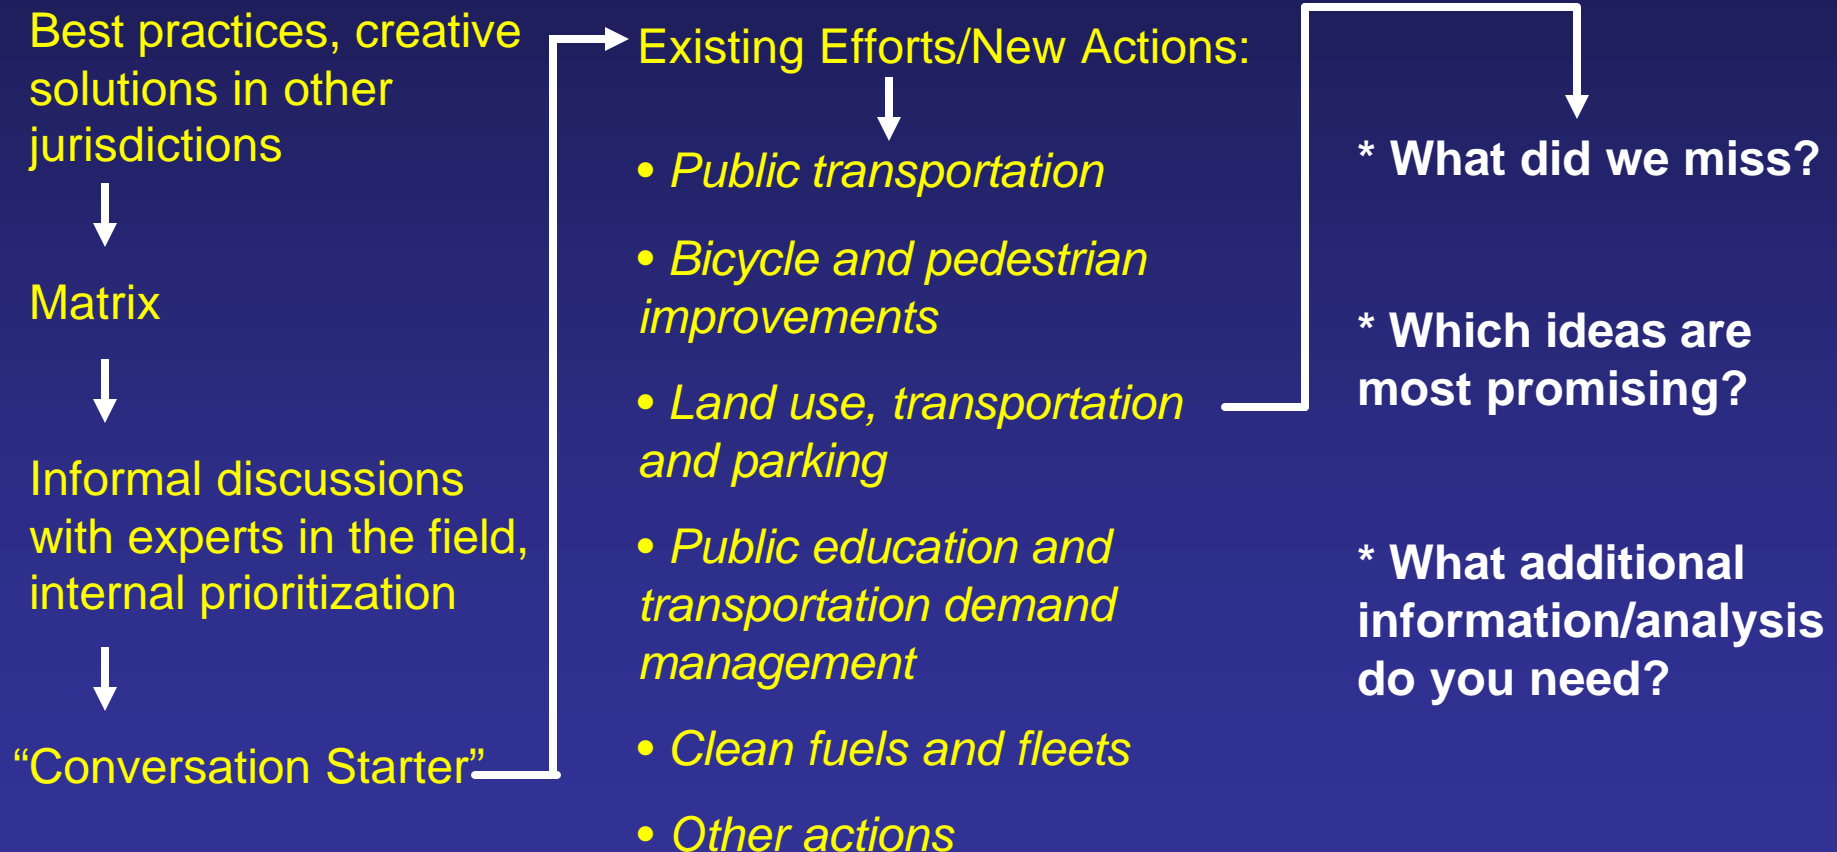 Best practices, creative
solutions in other
jurisdictions
Matrix
Informal discussions
with experts in the field,
internal prioritization
“Conversation Starter”
Existing Efforts/New Actions:
• Public transportation
• Bicycle and pedestrian
improvements
• Land use, transportation
and parking
• Public education and
transportation demand
management
• Clean fuels and fleets
• Other actions
* What did we miss?
* Which ideas are
most promising?
* What additional
information/analysis
do you need?